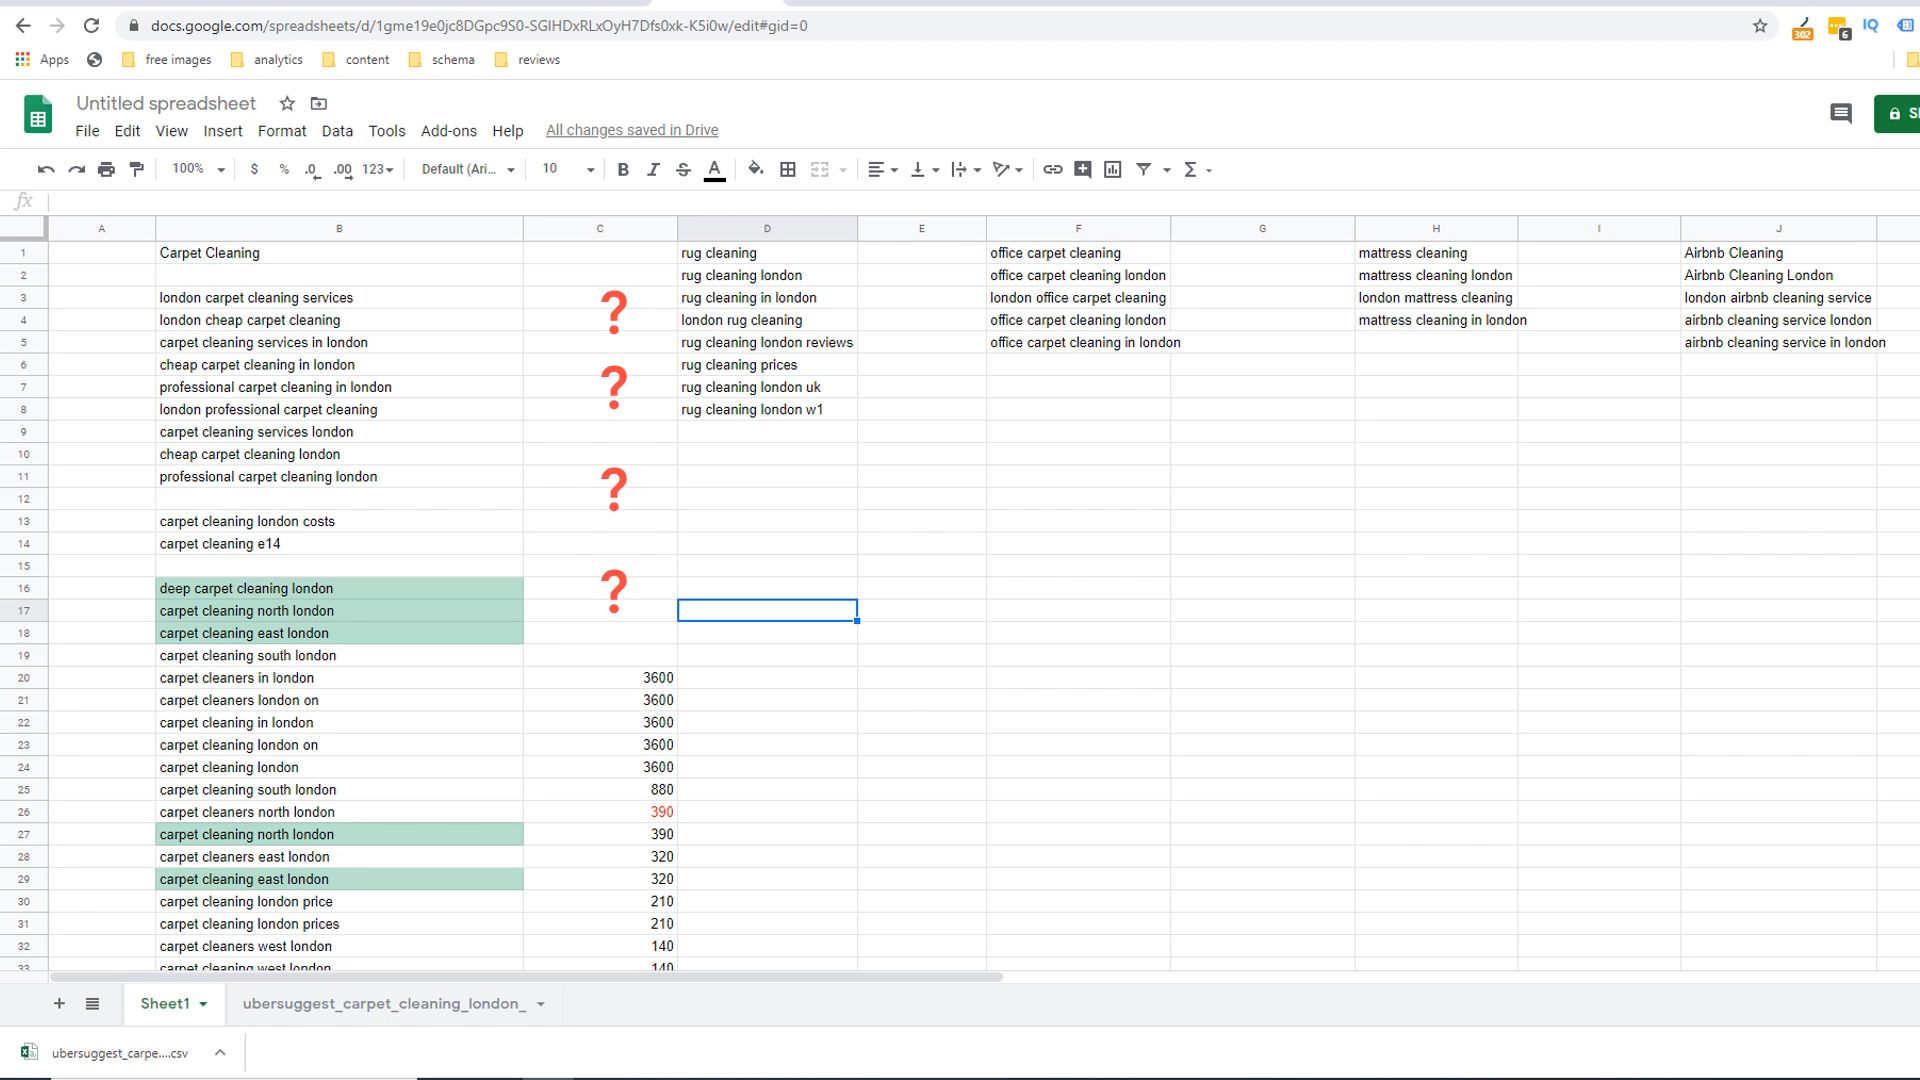 docs.google.com/spreadsheets/d/1gme19e0jc8DGpc9S0-SGIHDxRLxOyH7Dfs0xk-K5i0w/edit#gid=0
302
6
IQ
Apps
free images
analytics
content
schema
reviews
Untitled spreadsheet
File Edit View Insert Format Data Tools Add-ons Help All changes saved in Drive
100% $ % .0 .00 123 Default (Ari... 10 B I S A
fx
A B C D E F G H I J
1 Carpet Cleaning rug cleaning office carpet cleaning mattress cleaning Airbnb Cleaning
2 rug cleaning london office carpet cleaning london mattress cleaning london Airbnb Cleaning London
3 london carpet cleaning services ? rug cleaning in london london office carpet cleaning london mattress cleaning london airbnb cleaning service
4 london cheap carpet cleaning london rug cleaning office carpet cleaning london mattress cleaning in london airbnb cleaning service london
5 carpet cleaning services in london rug cleaning london reviews office carpet cleaning in london airbnb cleaning service in london
6 cheap carpet cleaning in london rug cleaning prices
7 professional carpet cleaning in london ? rug cleaning london uk
8 london professional carpet cleaning rug cleaning london w1
9 carpet cleaning services london
10 cheap carpet cleaning london
11 professional carpet cleaning london ?
12
13 carpet cleaning london costs
14 carpet cleaning e14
15
16 deep carpet cleaning london ?
17 carpet cleaning north london
18 carpet cleaning east london
19 carpet cleaning south london
20 carpet cleaners in london 3600
21 carpet cleaners london on 3600
22 carpet cleaning in london 3600
23 carpet cleaning london on 3600
24 carpet cleaning london 3600
25 carpet cleaning south london 880
26 carpet cleaners north london 390
27 carpet cleaning north london 390
28 carpet cleaners east london 320
29 carpet cleaning east london 320
30 carpet cleaning london price 210
31 carpet cleaning london prices 210
32 carpet cleaners west london 140
33 carpet cleaning west london 140
Sheet1 ubersuggest_carpet_cleaning_london_
ubersuggest_carpe....csv